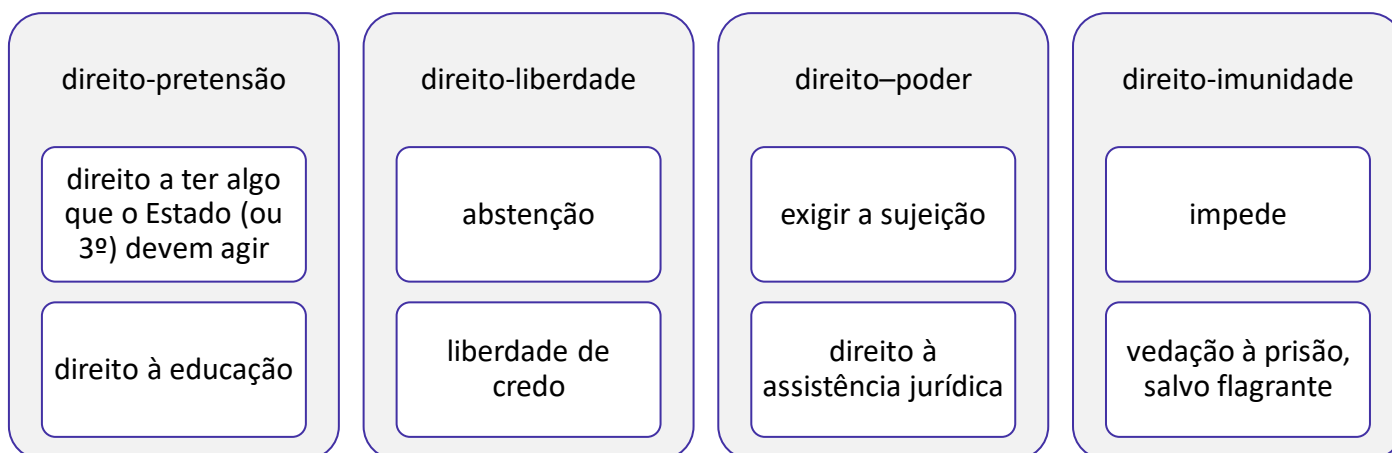 direito-pretensão
direito a ter algo
que o Estado (ou
3º) devem agir
direito à educação
direito-liberdade
abstenção
liberdade de
credo
direito–poder
exigir a sujeição
direito à
assistência jurídica
direito-imunidade
impede
vedação à prisão,
salvo flagrante